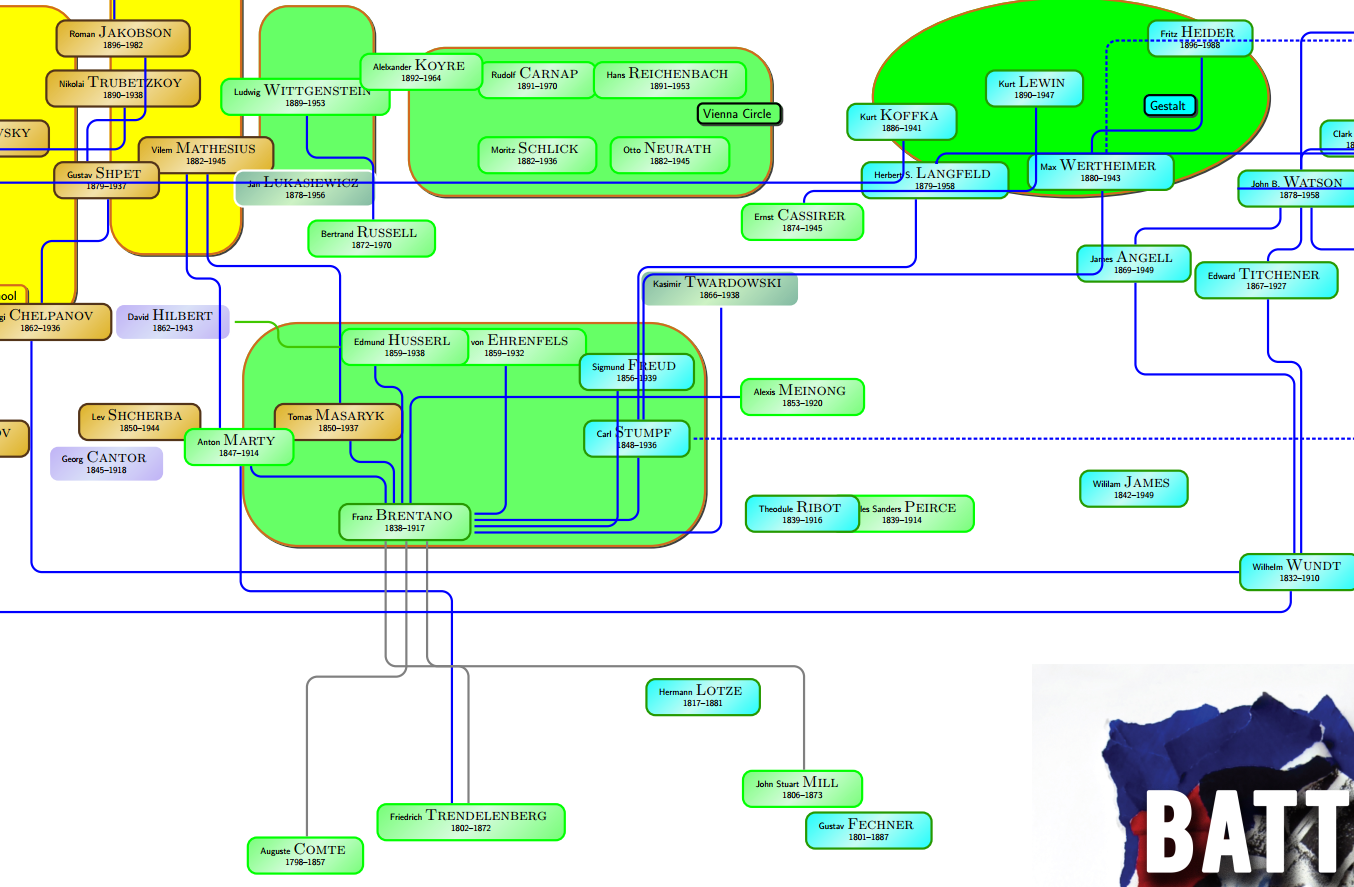 Roman JAKOBSON
1896–1982
Fritz HEIDER
1896–1988
Alelxander KOYRE
1892–1964
Rudolf CARNAP
1891–1970
Hans REICHENBACH
1891–1953
Nikolai TRUBETZKOY
1890–1938
Ludwig WITTGENSTEIN
1889–1953
Kurt LEWIN
1890–1947
Gestalt
Vienna Circle
Kurt KOFFKA
1886–1941
VSKY
Clark
18
Vilem MATHESIUS
1882–1945
Moritz SCHLICK
1882–1936
Otto NEURATH
1882–1945
Gustav SHPET
1879–1937
Jan LUKASIEWICZ
1878–1956
Herbert S. LANGFELD
1879–1958
Max WERTHEIMER
1880–1943
John B. WATSON
1878–1958
Ernst CASSIRER
1874–1945
Bertrand RUSSELL
1872–1970
James ANGELL
1869–1949
Edward TITCHENER
1867–1927
Kasimir TWARDOWSKI
1866–1938
ool
gi CHELPANOV
1862–1936
David HILBERT
1862–1943
Edmund HUSSERL
1859–1938
von EHRENFELS
1859–1932
Sigmund FREUD
1856–1939
Alexis MEINONG
1853–1920
Lev SHCHERBA
1850–1944
Tomas MASARYK
1850–1937
OV
Anton MARTY
1847–1914
Carl STUMPF
1848–1936
Georg CANTOR
1845–1918
Wililam JAMES
1842–1949
Franz BRENTANO
1838–1917
Theodule RIBOT
1839–1916
les Sanders PEIRCE
1839–1914
Wilhelm WUNDT
1832–1910
Hermann LOTZE
1817–1881
John Stuart MILL
1806–1873
Friedrich TRENDELENBERG
1802–1872
Gustav FECHNER
1801–1887
Auguste COMTE
1798–1857
BATT